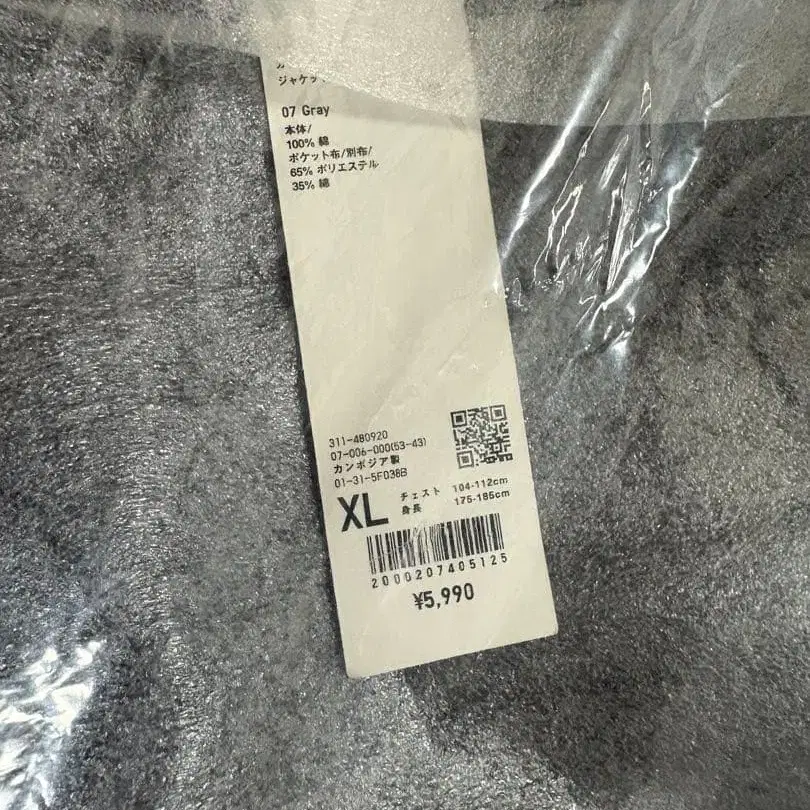 ジャケッ
07 Gray
本体/
100% 綿
ポケット布/別布/
65% ポリエステル
35% 綿
311-480920
07-006-000(53-43)
カンボジア製
01-31-5F038B
XL
チェスト 104-112cm
身長 175-185cm
2000207405125
¥5,990